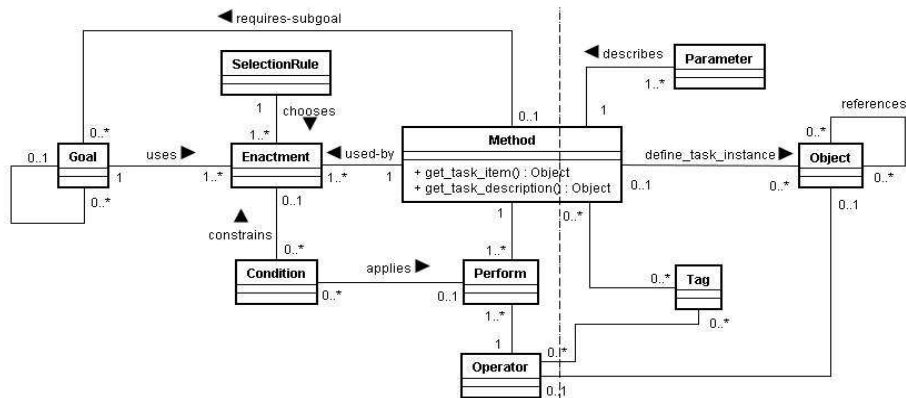 requires-subgoal
SelectionRule
describes
Parameter
1
chooses
1..*
1
references
0..*
1..*
0..1
0..*
0..1
Goal
uses
Enactment
used-by
Method
define_task_instance
Object
1
1..*
1..*
1
+ get_task_item() : Object
+ get_task_description() : Object
0..1
0..*
0..*
0..*
0..1
1
0..*
0..1
constrains
0..*
1..*
Condition
applies
Perform
0..*
Tag
0..*
0..1
1..*
0..*
1
0..*
Operator
0..1